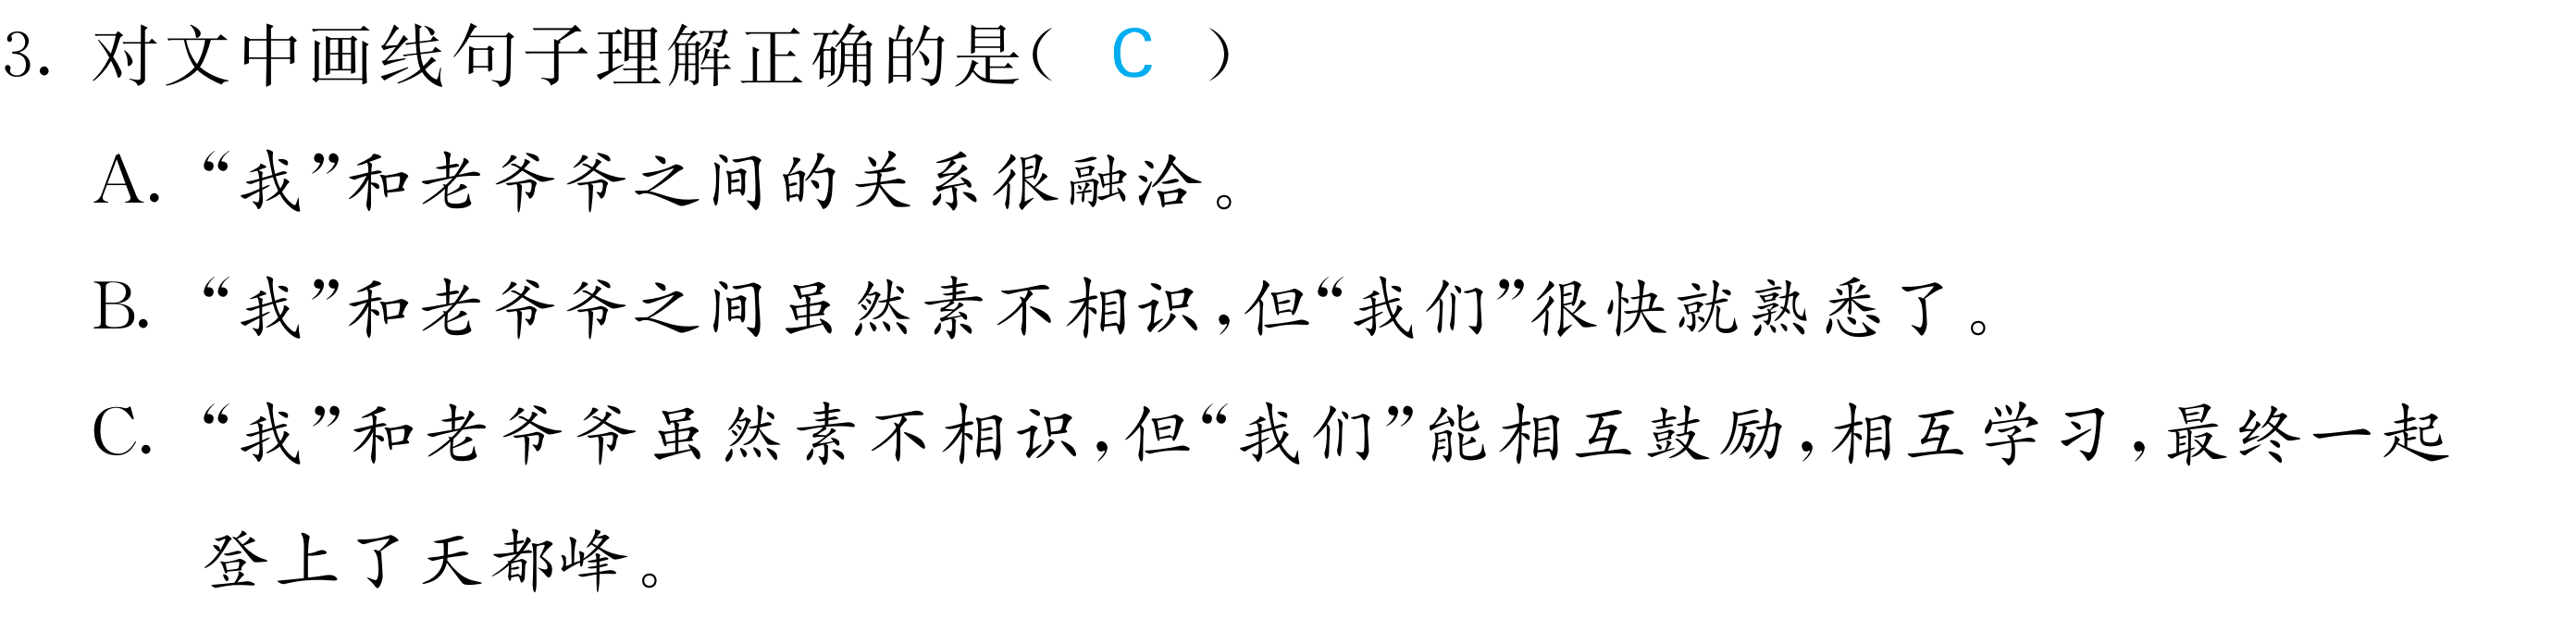 3. 对文中画线句子理解正确的是( C )
A. “我”和老爷爷之间的关系很融洽。
B. “我”和老爷爷之间虽然素不相识,但“我们”很快就熟悉了。
C. “我”和老爷爷虽然素不相识,但“我们”能相互鼓励,相互学习,最终一起
登上了天都峰。